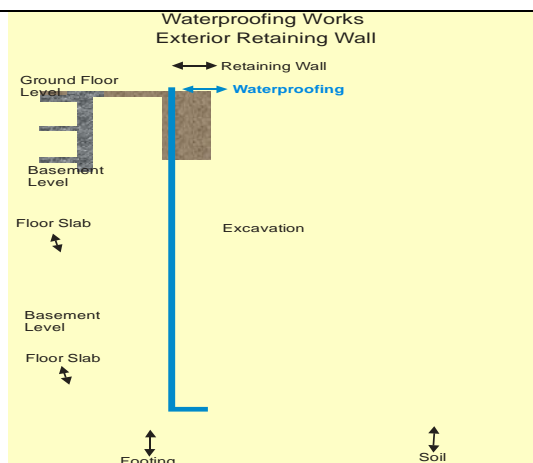 Waterproofing Works
Exterior Retaining Wall
Retaining Wall
Ground Floor
Level
Waterproofing
Basement
Level
Floor Slab
Excavation
Basement
Level
Floor Slab
Footing
Soil